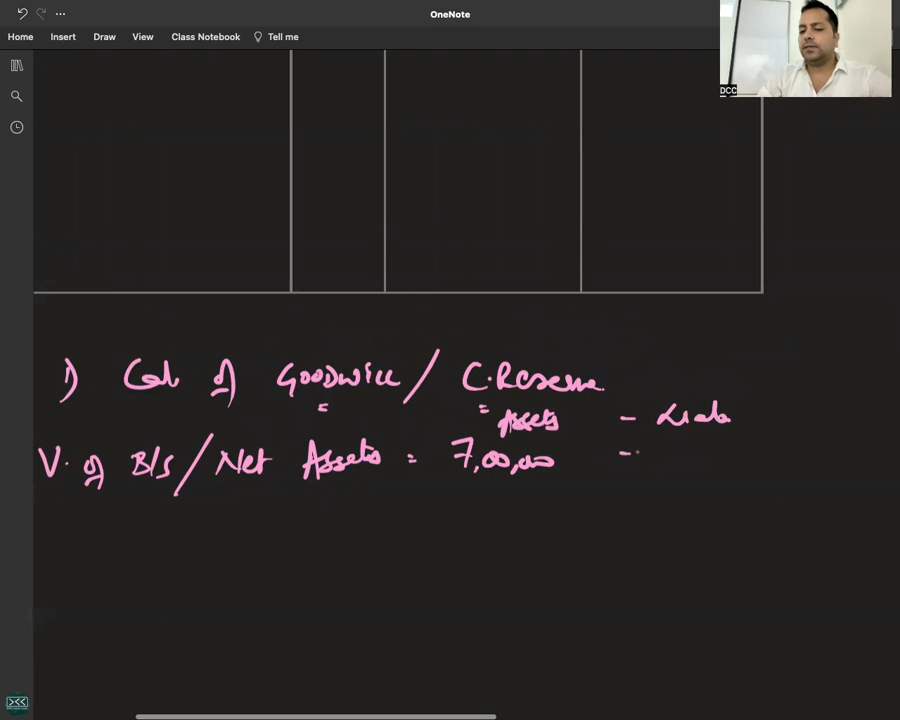 OneNote
Home Insert Draw View Class Notebook Tell me
DCC
1) Cal of Goodwill / C.Reserve
= = Assets - Liab
V. of B/s / Net Assets = 7,00,000 -